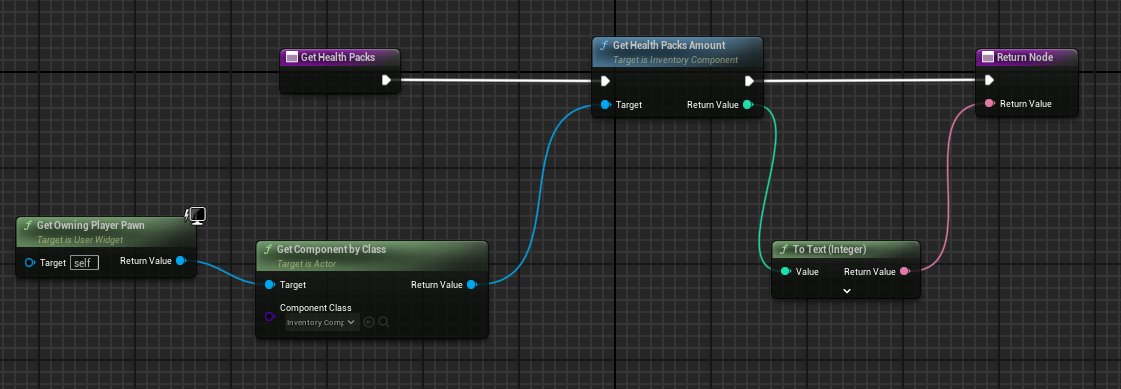 Get Health Packs
Get Health Packs Amount
Target is Inventory Component
Target
Return Value
Return Node
Return Value
Get Owning Player Pawn
Target is User Widget
Target
self
Return Value
Get Component by Class
Target is Actor
Target
Return Value
Component Class
Inventory Comp
To Text (Integer)
Value
Return Value